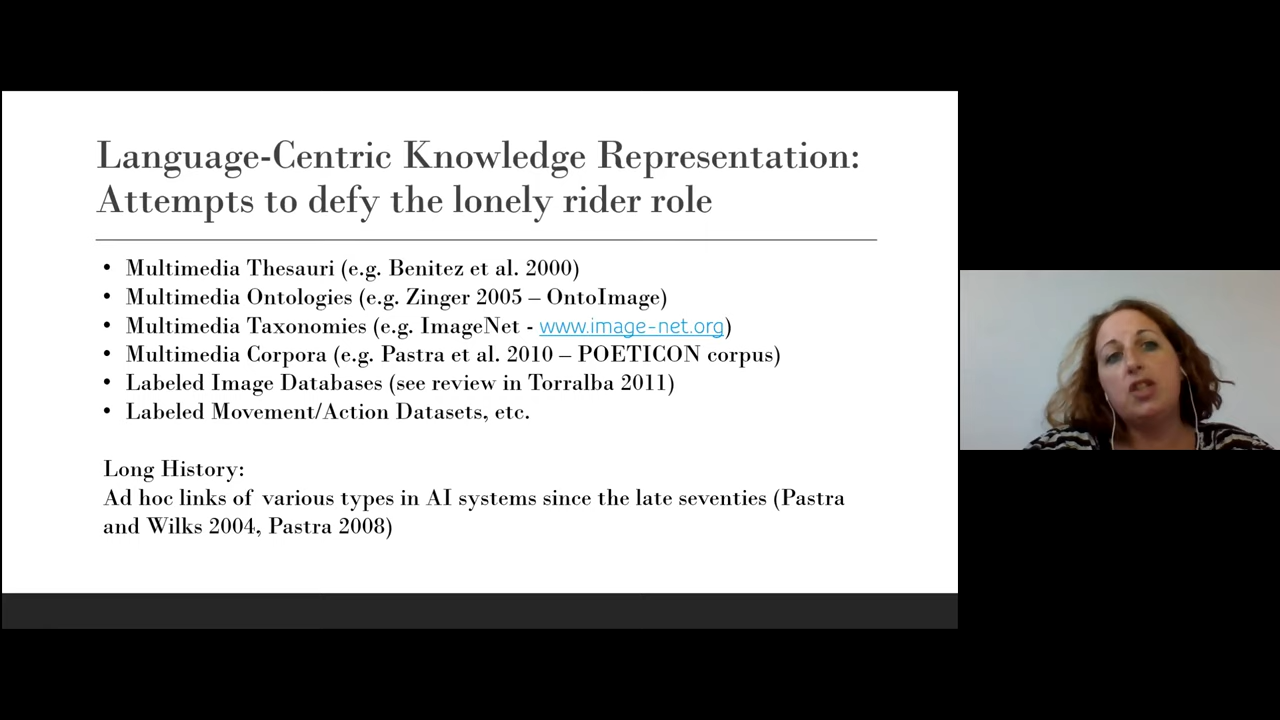 Language-Centric Knowledge Representation:
Attempts to defy the lonely rider role
• Multimedia Thesauri (e.g. Benitez et al. 2000)
• Multimedia Ontologies (e.g. Zinger 2005 – OntoImage)
• Multimedia Taxonomies (e.g. ImageNet - www.image-net.org)
• Multimedia Corpora (e.g. Pastra et al. 2010 – POETICON corpus)
• Labeled Image Databases (see review in Torralba 2011)
• Labeled Movement/Action Datasets, etc.
Long History:
Ad hoc links of various types in AI systems since the late seventies (Pastra
and Wilks 2004, Pastra 2008)